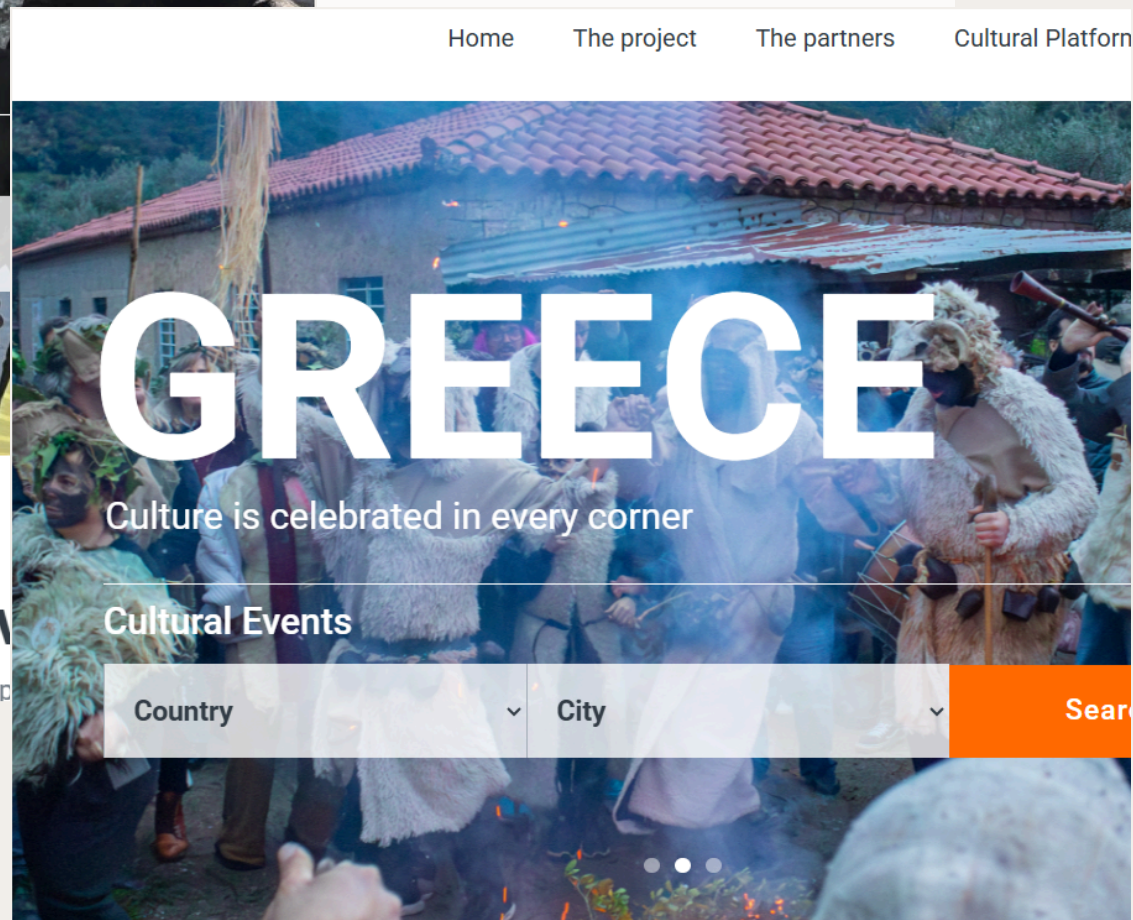 Home The project The partners Cultural Platform
GREECE
Culture is celebrated in every corner
Cultural Events
Country City Sear